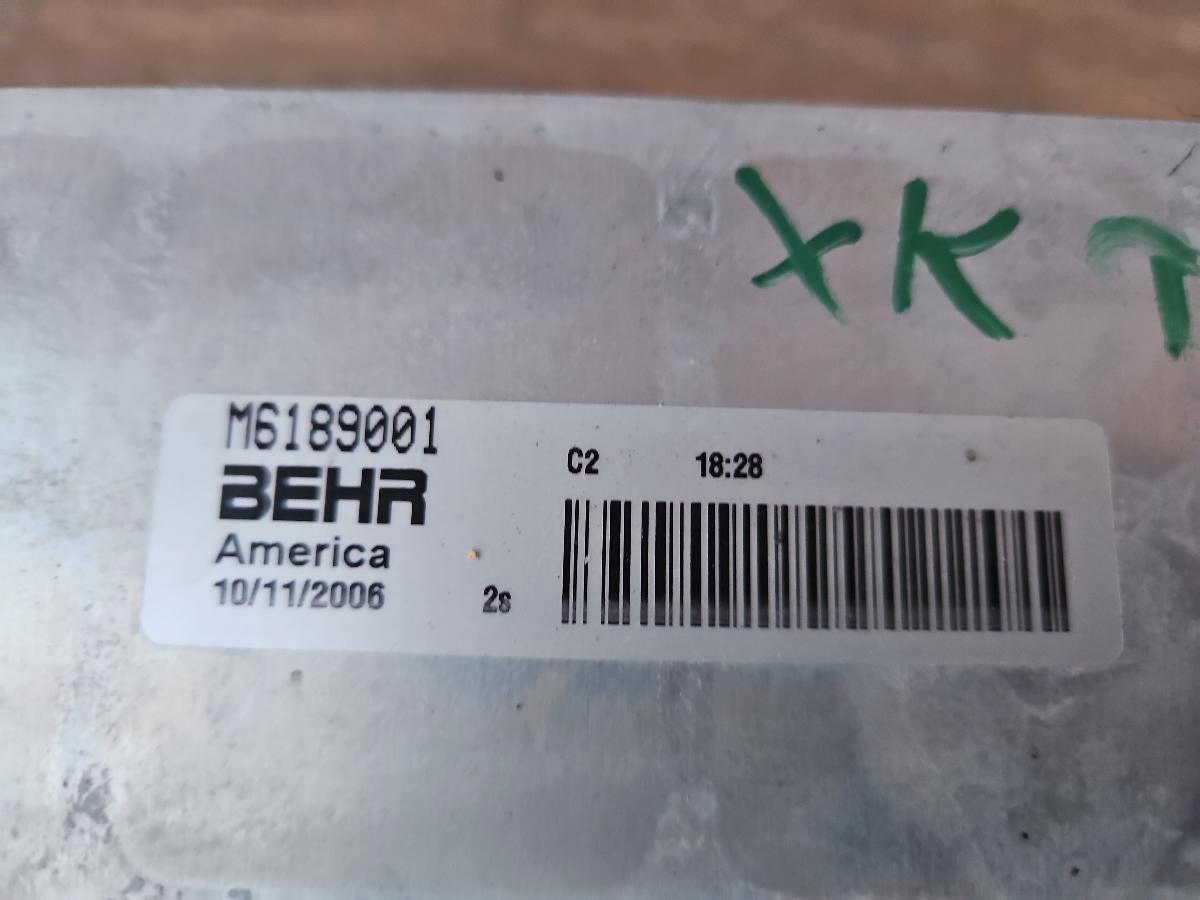 XK
M6189001
BEHR
America
10/11/2006
2s
C2 18:28